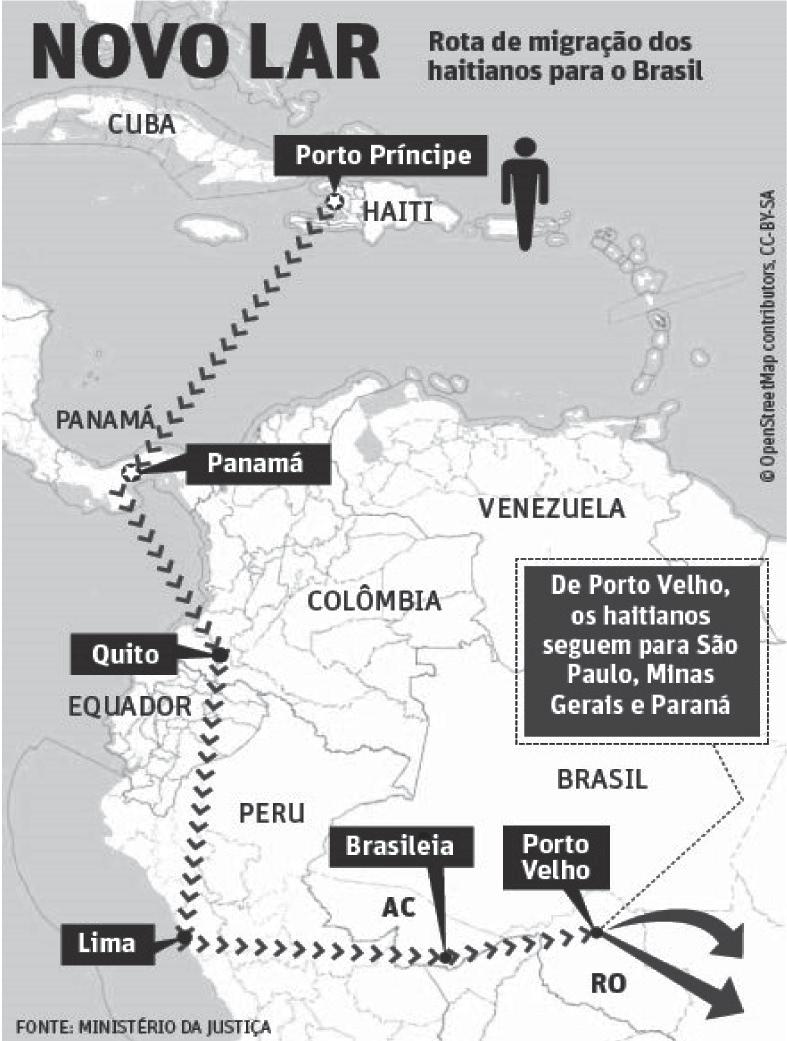 NOVO LAR
Rota de migração dos
haitianos para o Brasil
CUBA
Porto Príncipe
HAITI
© OpenStreetMap contributors, CC-BY-SA
PANAMÁ
Panamá
VENEZUELA
COLÔMBIA
De Porto Velho,
os haitianos
seguem para São
Paulo, Minas
Gerais e Paraná
Quito
EQUADOR
BRASIL
PERU
Brasileia
Porto
Velho
AC
Lima
RO
FONTE: MINISTÉRIO DA JUSTIÇA